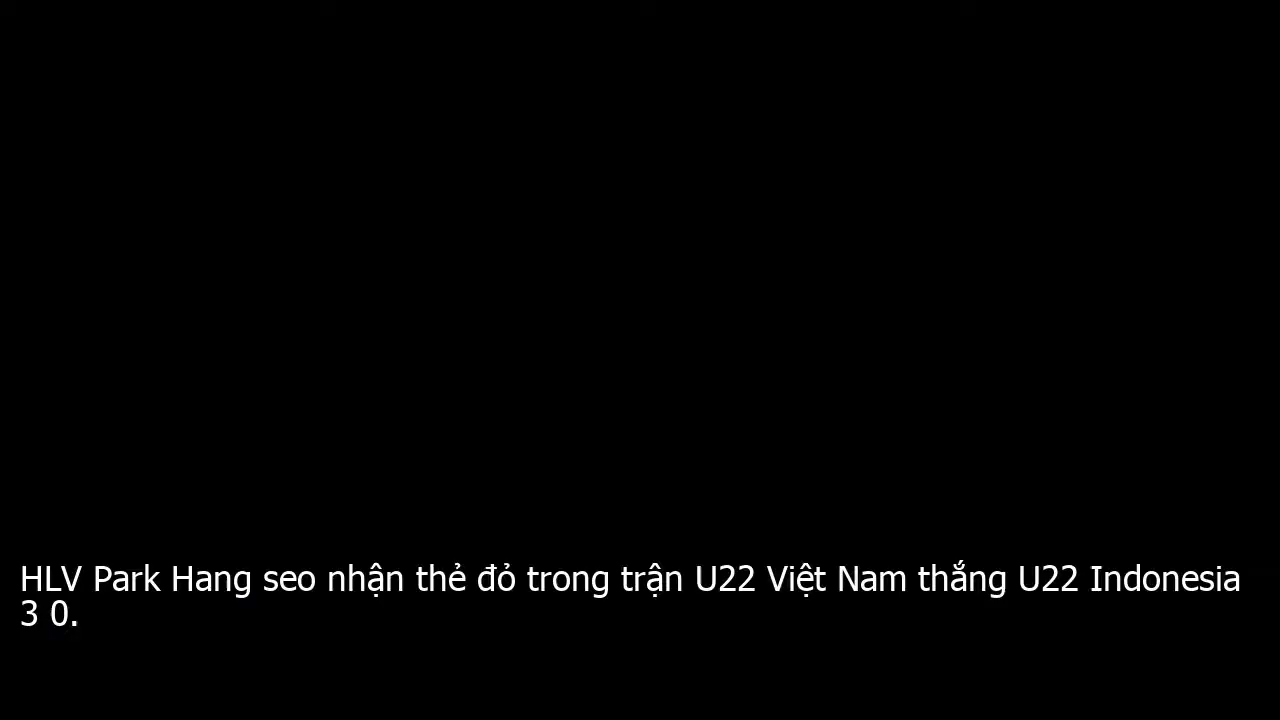 HLV Park Hang seo nhận thẻ đỏ trong trận U22 Việt Nam thắng U22 Indonesia
3 0.